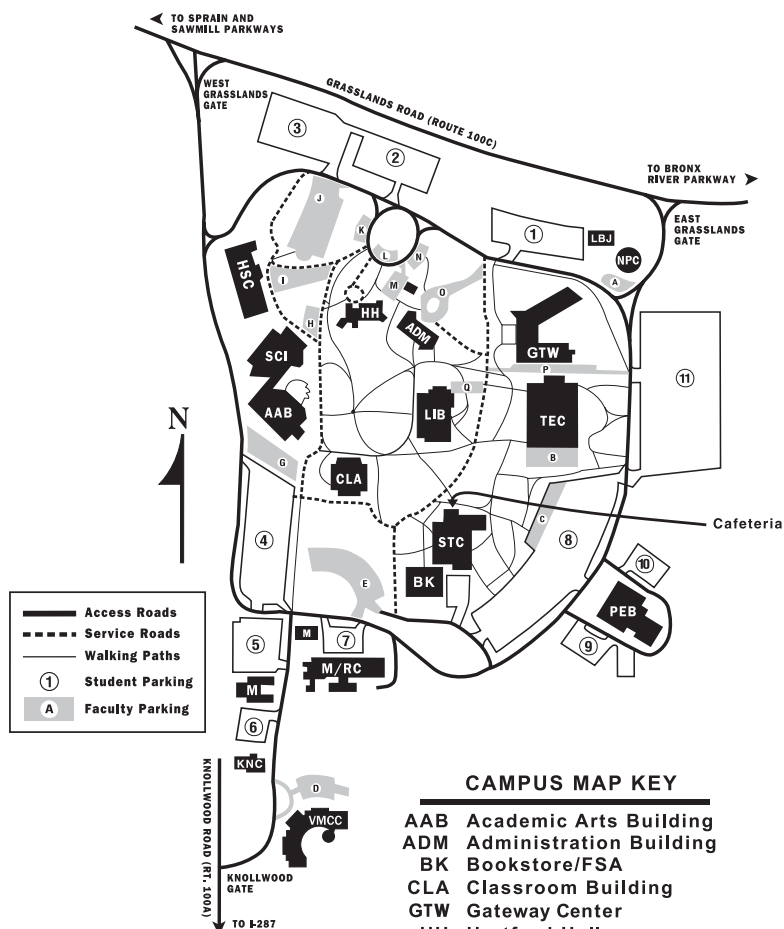 TO SPRAIN AND
SAWMILL PARKWAYS
WEST
GRASSLANDS
GATE
GRASSLANDS ROAD (ROUTE 100C)
3
2
TO BRONX
RIVER PARKWAY
EAST
GRASSLANDS
GATE
1
LBJ
NPC
A
J
K
L
N
M
O
HSC
I
H
HH
ADM
SCI
GTW
P
11
Q
AAB
LIB
TEC
N
B
G
CLA
C
8
4
STC
Cafeteria
E
BK
10
PEB
9
Access Roads
Service Roads
Walking Paths
1 Student Parking
A Faculty Parking
5
M
7
M/RC
M
6
KNC
D
VMCC
KNOLLWOOD ROAD (RT. 100A)
KNOLLWOOD
GATE
TO I-287
CAMPUS MAP KEY
AAB Academic Arts Building
ADM Administration Building
BK Bookstore/FSA
CLA Classroom Building
GTW Gateway Center